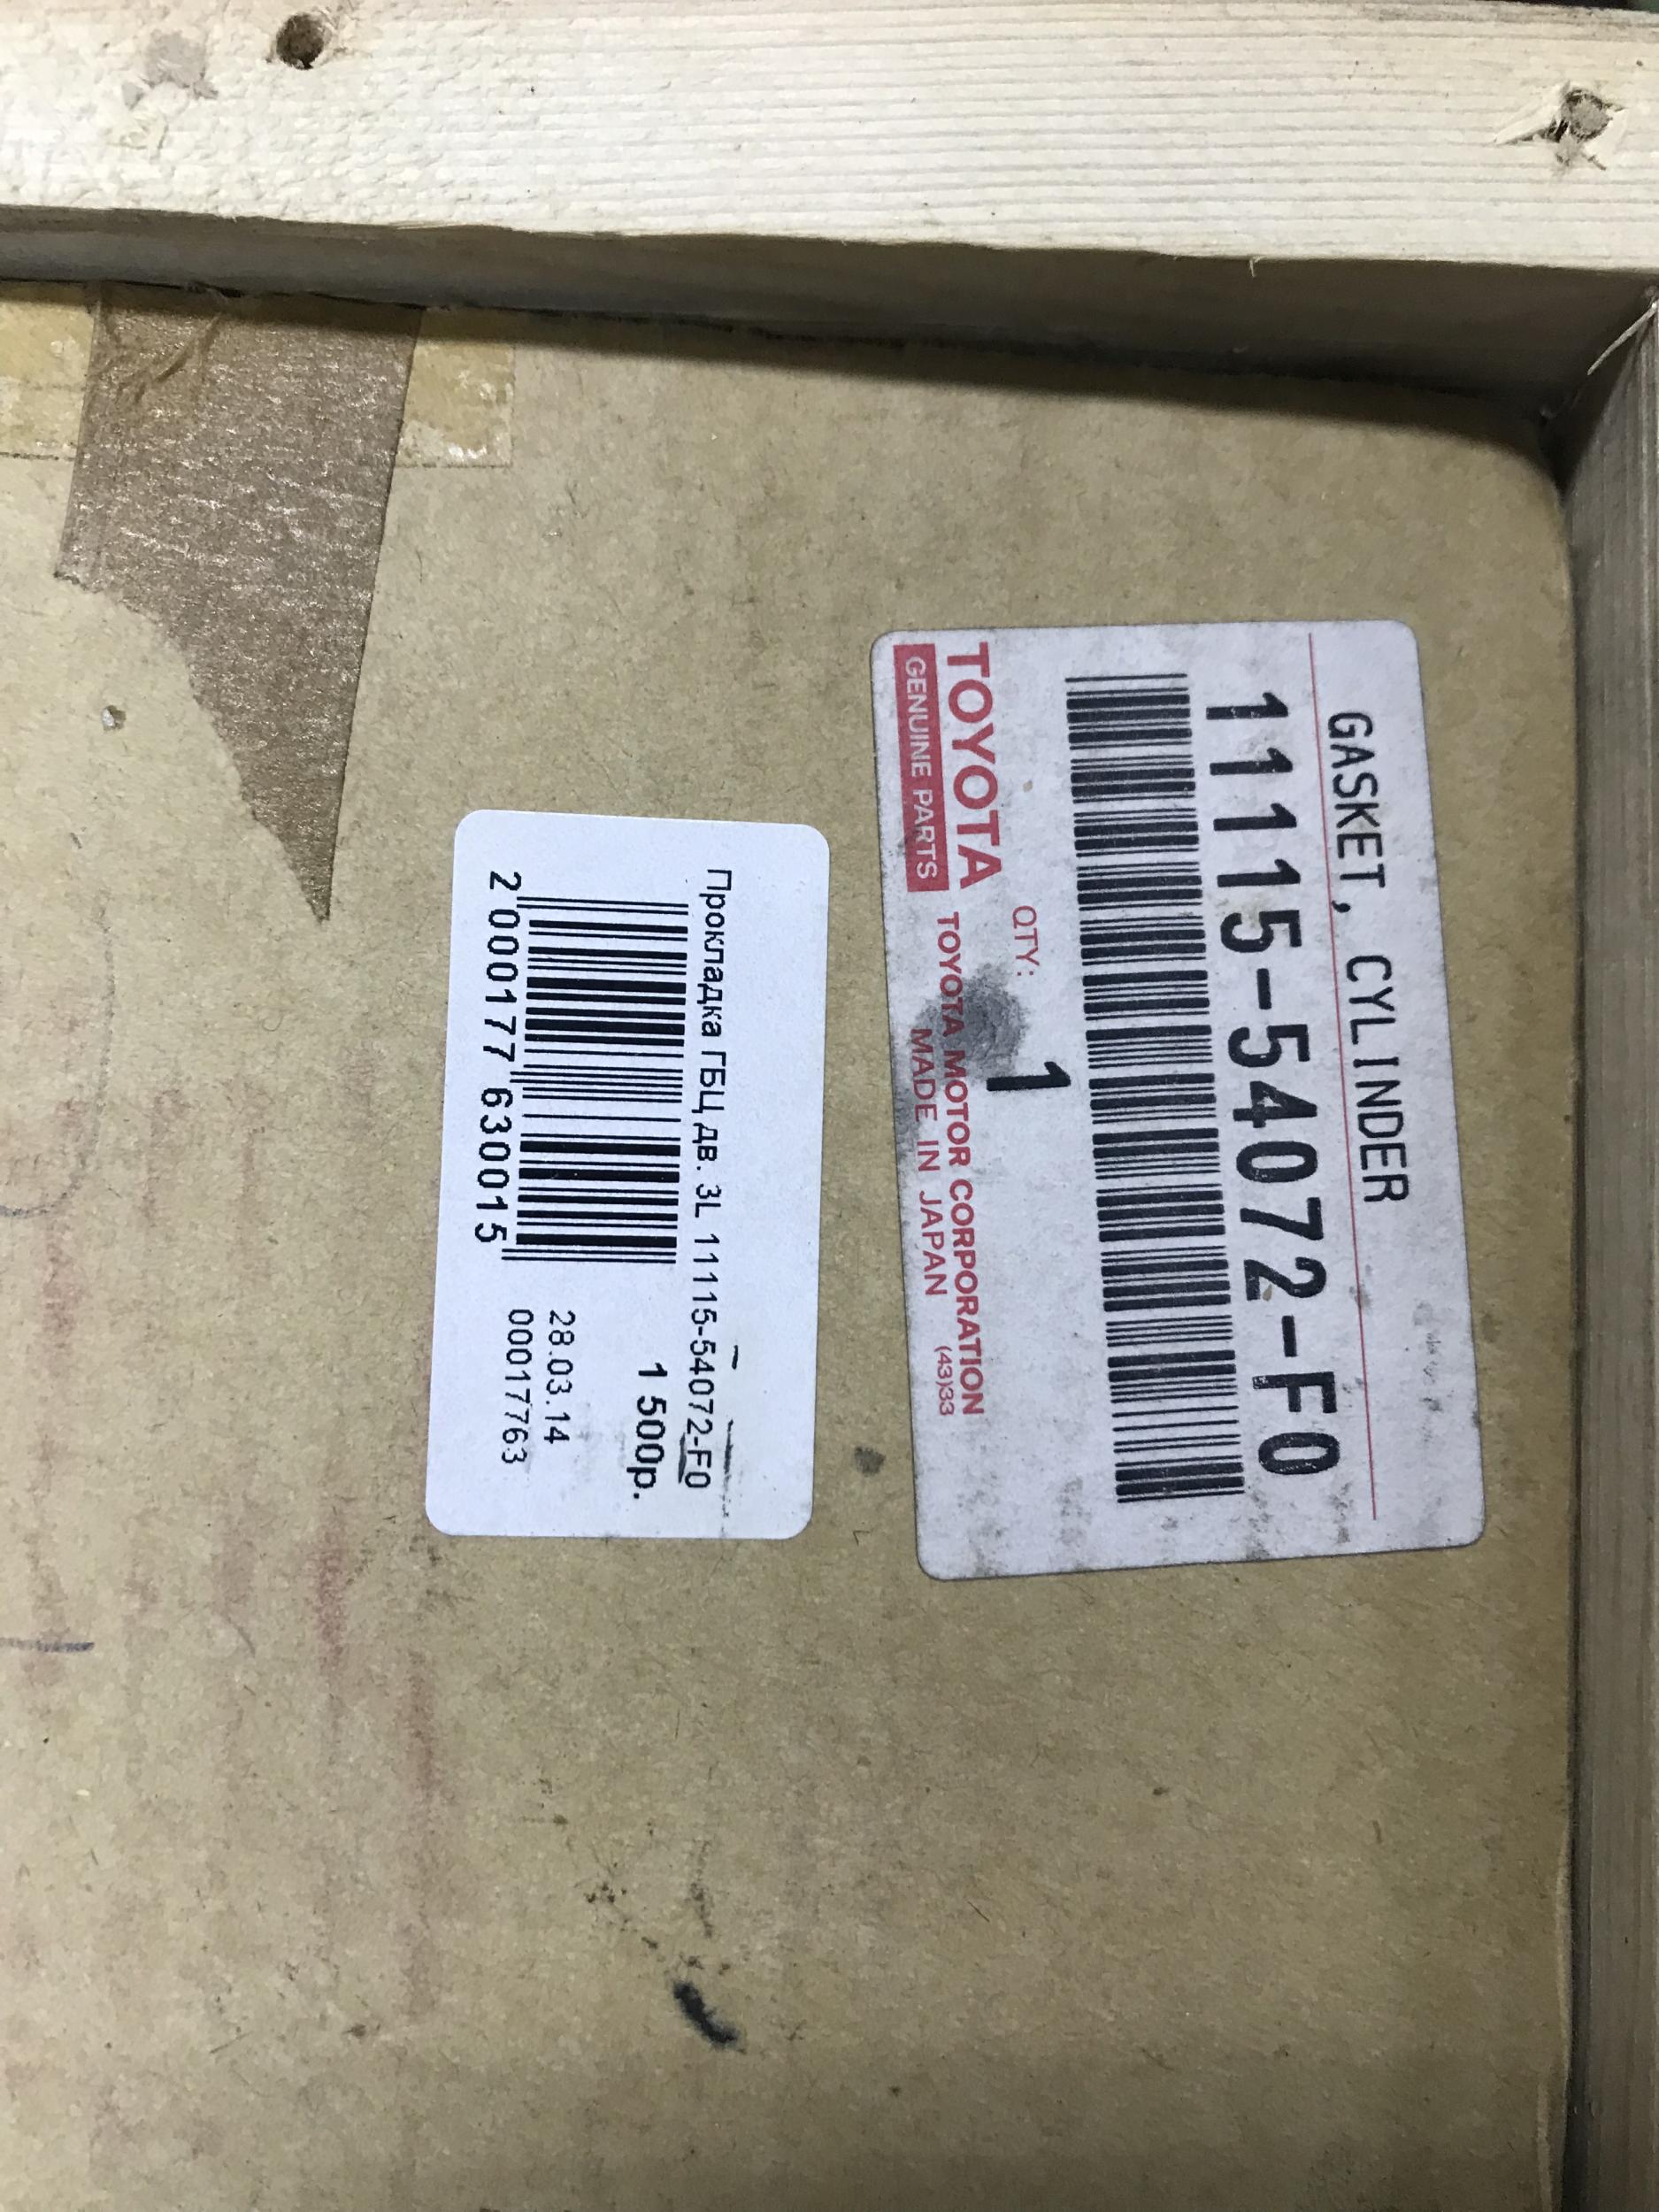 GASKET, CYLINDER
11115-54072-F0
QTY: 1
TOYOTA
GENUINE PARTS
TOYOTA MOTOR CORPORATION
MADE IN JAPAN (43)33
Прокладка ГБЦ дв. 3L 11115-54072-F0
1 500р.
28.03.14
00017763
2 000177 630015